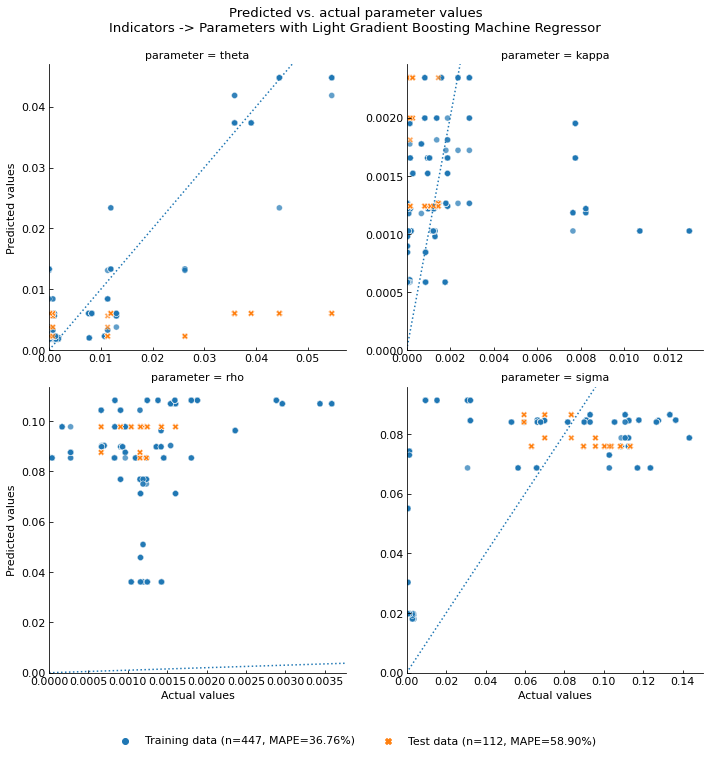 Predicted vs. actual parameter values
Indicators -> Parameters with Light Gradient Boosting Machine Regressor
parameter = theta
parameter = kappa
Predicted values
0.04
0.03
0.02
0.01
0.00
0.00 0.01 0.02 0.03 0.04 0.05
0.0020
0.0015
0.0010
0.0005
0.0000
0.000 0.002 0.004 0.006 0.008 0.010 0.012
parameter = rho
parameter = sigma
Predicted values
0.10
0.08
0.06
0.04
0.02
0.00
0.0000 0.0005 0.0010 0.0015 0.0020 0.0025 0.0030 0.0035
Actual values
0.08
0.06
0.04
0.02
0.00
0.00 0.02 0.04 0.06 0.08 0.10 0.12 0.14
Actual values
Training data (n=447, MAPE=36.76%)
Test data (n=112, MAPE=58.90%)